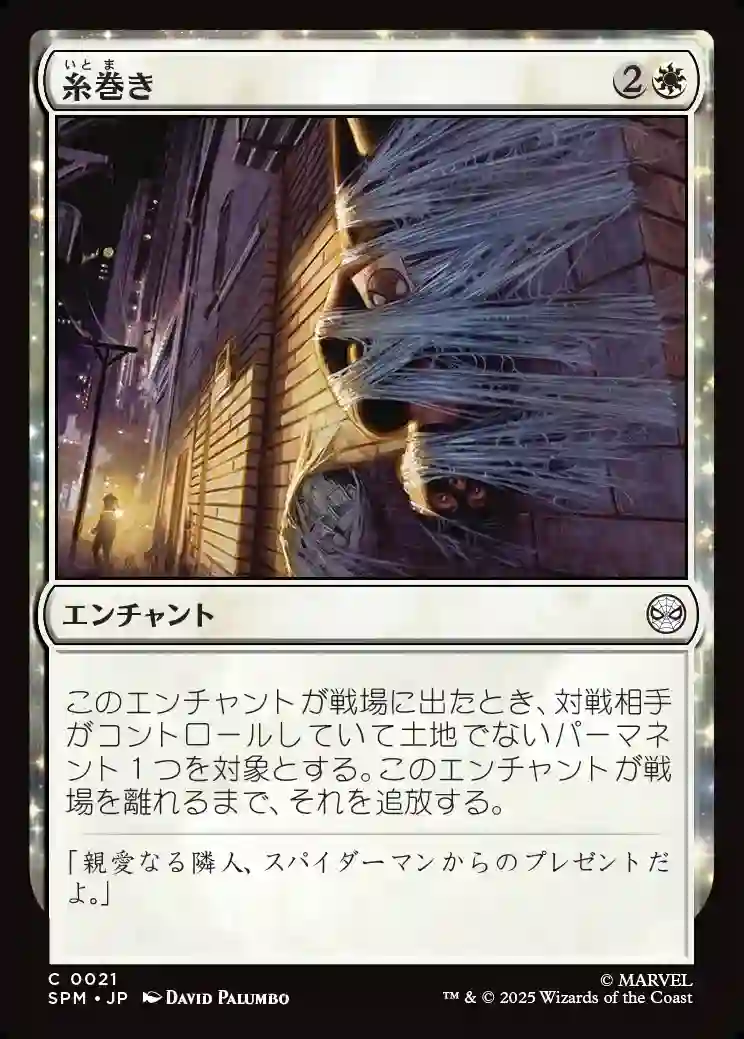 いとま
糸巻き
2
エンチャント
このエンチャントが戦場に出たとき、対戦相手
がコントロールしていて土地でないパーマネ
ント1つを対象とする。このエンチャントが戦
場を離れるまで、それを追放する。
「親愛なる隣人、スパイダーマンからのプレゼントだ
よ。」
C 0021
SPM • JP David Palumbo
© MARVEL
™ & © 2025 Wizards of the Coast